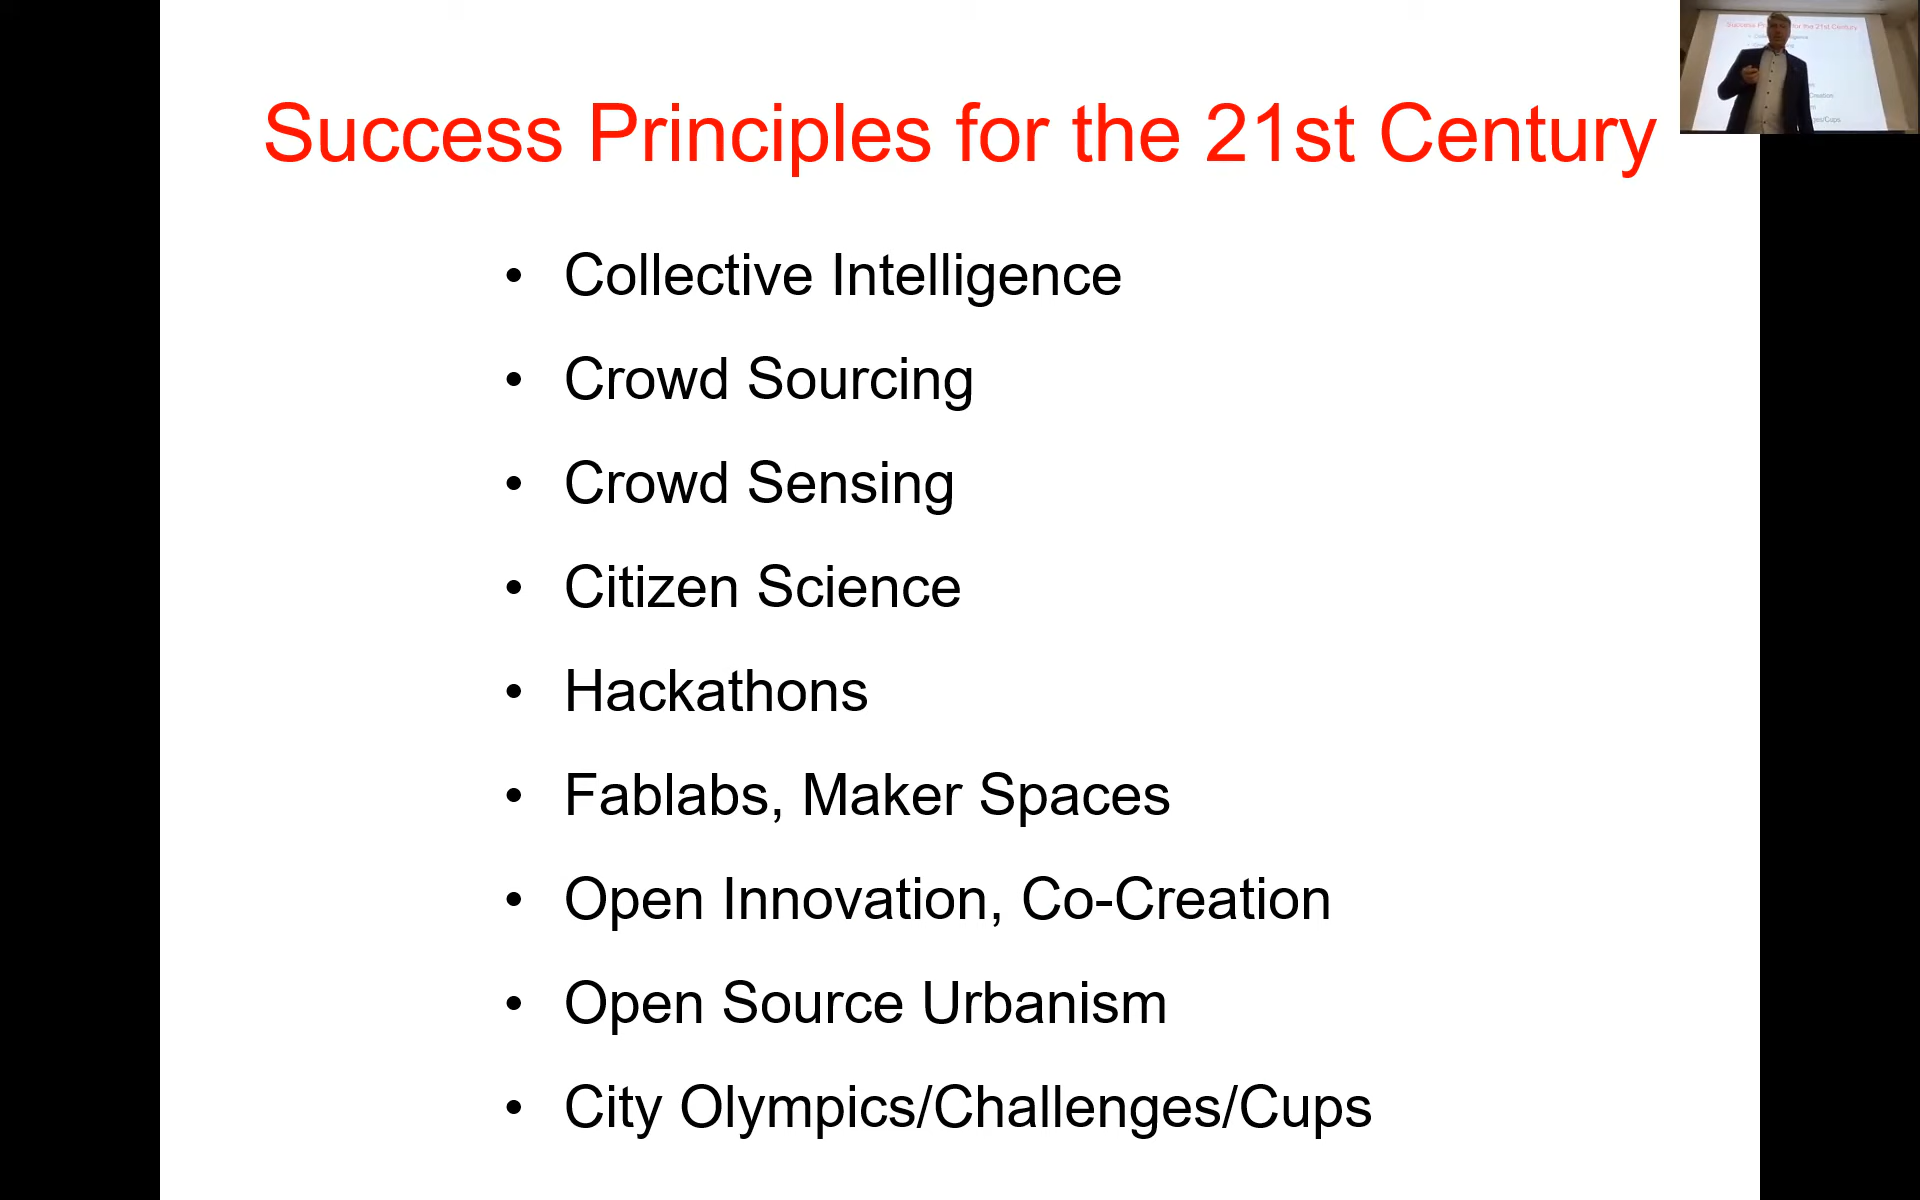 Success Principles for the 21st Century
• Collective Intelligence
• Crowd Sourcing
• Crowd Sensing
• Citizen Science
• Hackathons
• Fablabs, Maker Spaces
• Open Innovation, Co-Creation
• Open Source Urbanism
• City Olympics/Challenges/Cups